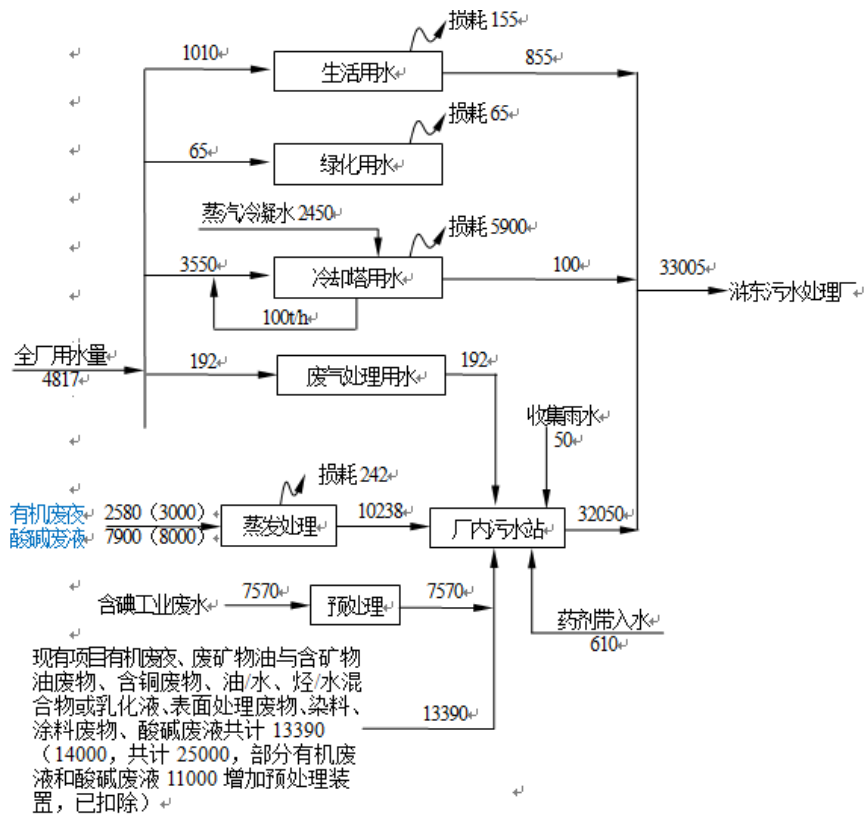 损耗 155
1010
生活用水
855
损耗 65
65
绿化用水
蒸汽冷凝水 2450
损耗 5900
3550
冷却塔用水
100
33005
浒东污水处理厂
100t/h
全厂用水量
4817
192
废气处理用水
192
收集雨水
50
损耗 242
有机废液
2580（3000）
酸碱废液
7900（8000）
蒸发处理
10238
厂内污水站
32050
含碘工业废水
7570
预处理
7570
药剂带入水
610
现有项目有机废液、废矿物油与含矿物
油废物、含铜废物、油/水、烃/水混
合物或乳化液、表面处理废物、染料、
涂料废物、酸碱废液共计 13390
（14000，共计 25000，部分有机废
液和酸碱废液 11000 增加预处理装
置，已扣除）
13390